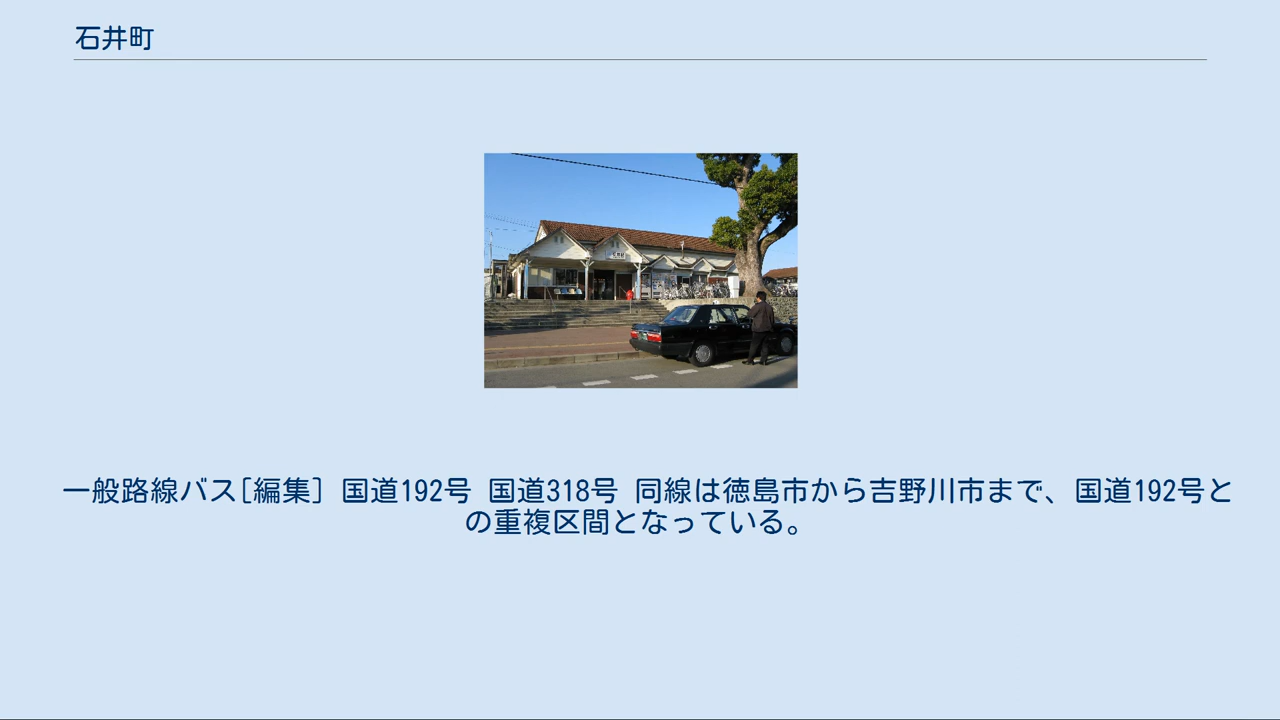 石井町
一般路線バス[編集] 国道192号 国道318号 同線は徳島市から吉野川市まで、国道192号と
の重複区間となっている。